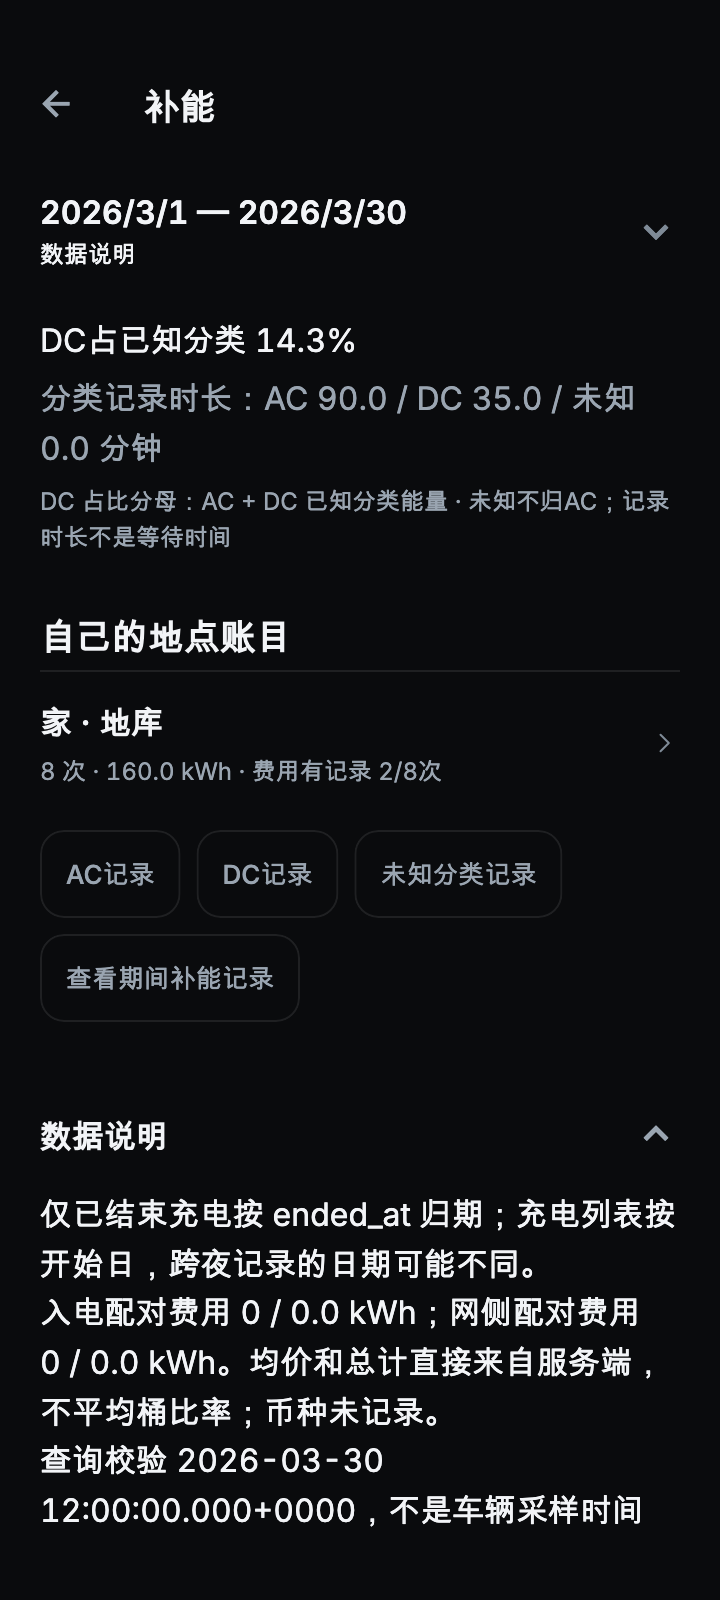 补能
2026/3/1 — 2026/3/30
数据说明
DC占已知分类 14.3%
分类记录时长：AC 90.0 / DC 35.0 / 未知
0.0 分钟
DC 占比分母：AC + DC 已知分类能量 · 未知不归AC；记录
时长不是等待时间
自己的地点账目
家 · 地库
8 次 · 160.0 kWh · 费用有记录 2/8次
AC记录
DC记录
未知分类记录
查看期间补能记录
数据说明
仅已结束充电按 ended_at 归期；充电列表按
开始日，跨夜记录的日期可能不同。
入电配对费用 0 / 0.0 kWh；网侧配对费用
0 / 0.0 kWh。均价和总计直接来自服务端，
不平均桶比率；币种未记录。
查询校验 2026-03-30
12:00:00.000+0000，不是车辆采样时间